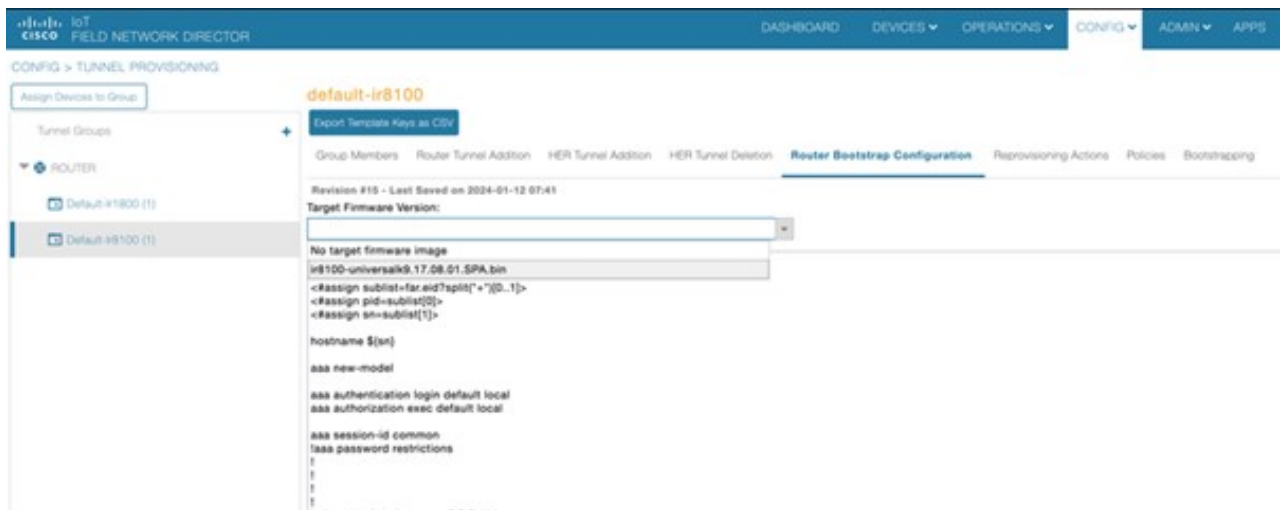 IoT
CISCO FIELD NETWORK DIRECTOR
DASHBOARD DEVICES OPERATIONS CONFIG ADMIN APPS
CONFIG > TUNNEL PROVISIONING
Assign Devices to Group
Tunnel Groups
ROUTER
Default-ir1800 (1)
Default-ir8100 (1)
default-ir8100
Export Template Keys as CSV
Group Members Router Tunnel Addition HER Tunnel Addition HER Tunnel Deletion Router Bootstrap Configuration Reprovisioning Actions Policies Bootstrapping
Revision #15 - Last Saved on 2024-01-12 07:41
Target Firmware Version:
No target firmware image
ir8100-universalk9.17.08.01.SPA.bin
<#assign sublist=far.eid?split("+")[0..1]>
<#assign pid=sublist[0]>
<#assign sn=sublist[1]>
hostname ${sn}
aaa new-model
aaa authentication login default local
aaa authorization exec default local
aaa session-id common
!aaa password restrictions
!
!
!
!